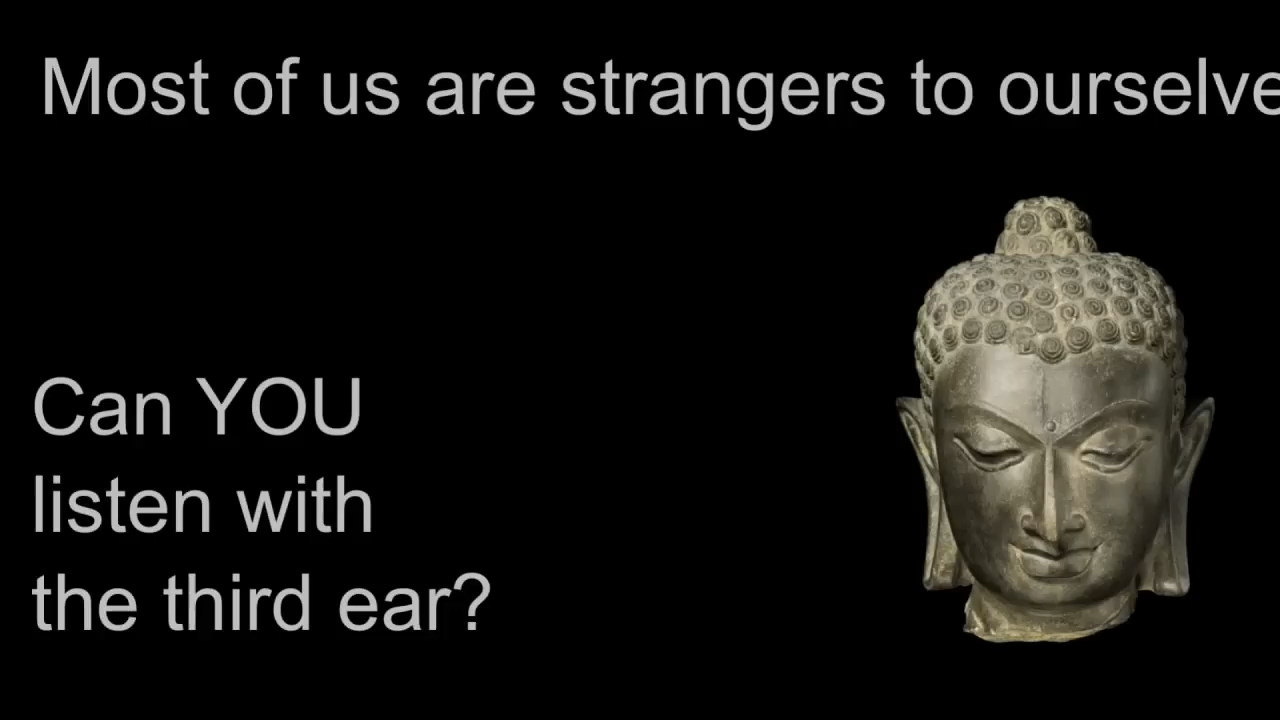 Most of us are strangers to ourselve
Can YOU
listen with
the third ear?